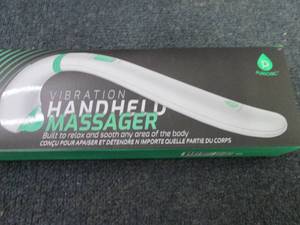 PURSONIC
VIBRATION
HANDHELD
MASSAGER
Built to relax and sooth any area of the body
CONÇU POUR APAISER ET DETENDRE N IMPORTE QUELLE PARTIE DU CORPS